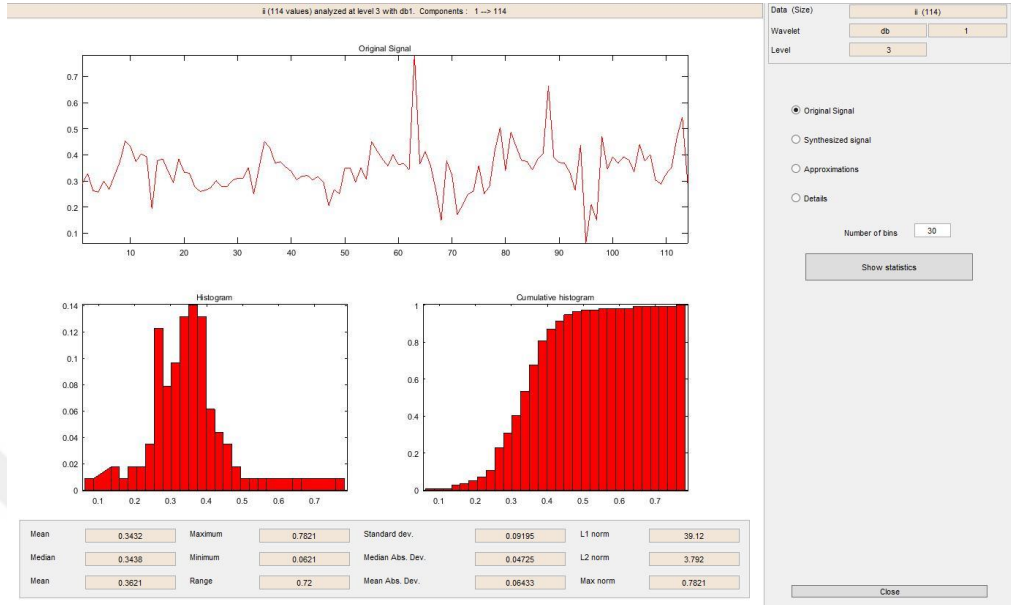 ii (114 values) analyzed at level 3 with db1. Components : 1 --> 114
Data (Size) ii (114)
Wavelet db 1
Level 3
Original Signal
0.7
0.6
0.5
0.4
0.3
0.2
0.1
10 20 30 40 50 60 70 80 90 100 110
Original Signal
Synthesized signal
Approximations
Details
Number of bins 30
Show statistics
Histogram
0.14
0.12
0.1
0.08
0.06
0.04
0.02
0
0.1 0.2 0.3 0.4 0.5 0.6 0.7
Cumulative histogram
1
0.8
0.6
0.4
0.2
0
0.1 0.2 0.3 0.4 0.5 0.6 0.7
Mean 0.3432 Maximum 0.7821 Standard dev. 0.09195 L1 norm 39.12
Median 0.3438 Minimum 0.0621 Median Abs. Dev. 0.04725 L2 norm 3.792
Mean 0.3621 Range 0.72 Mean Abs. Dev. 0.06433 Max norm 0.7821
Close